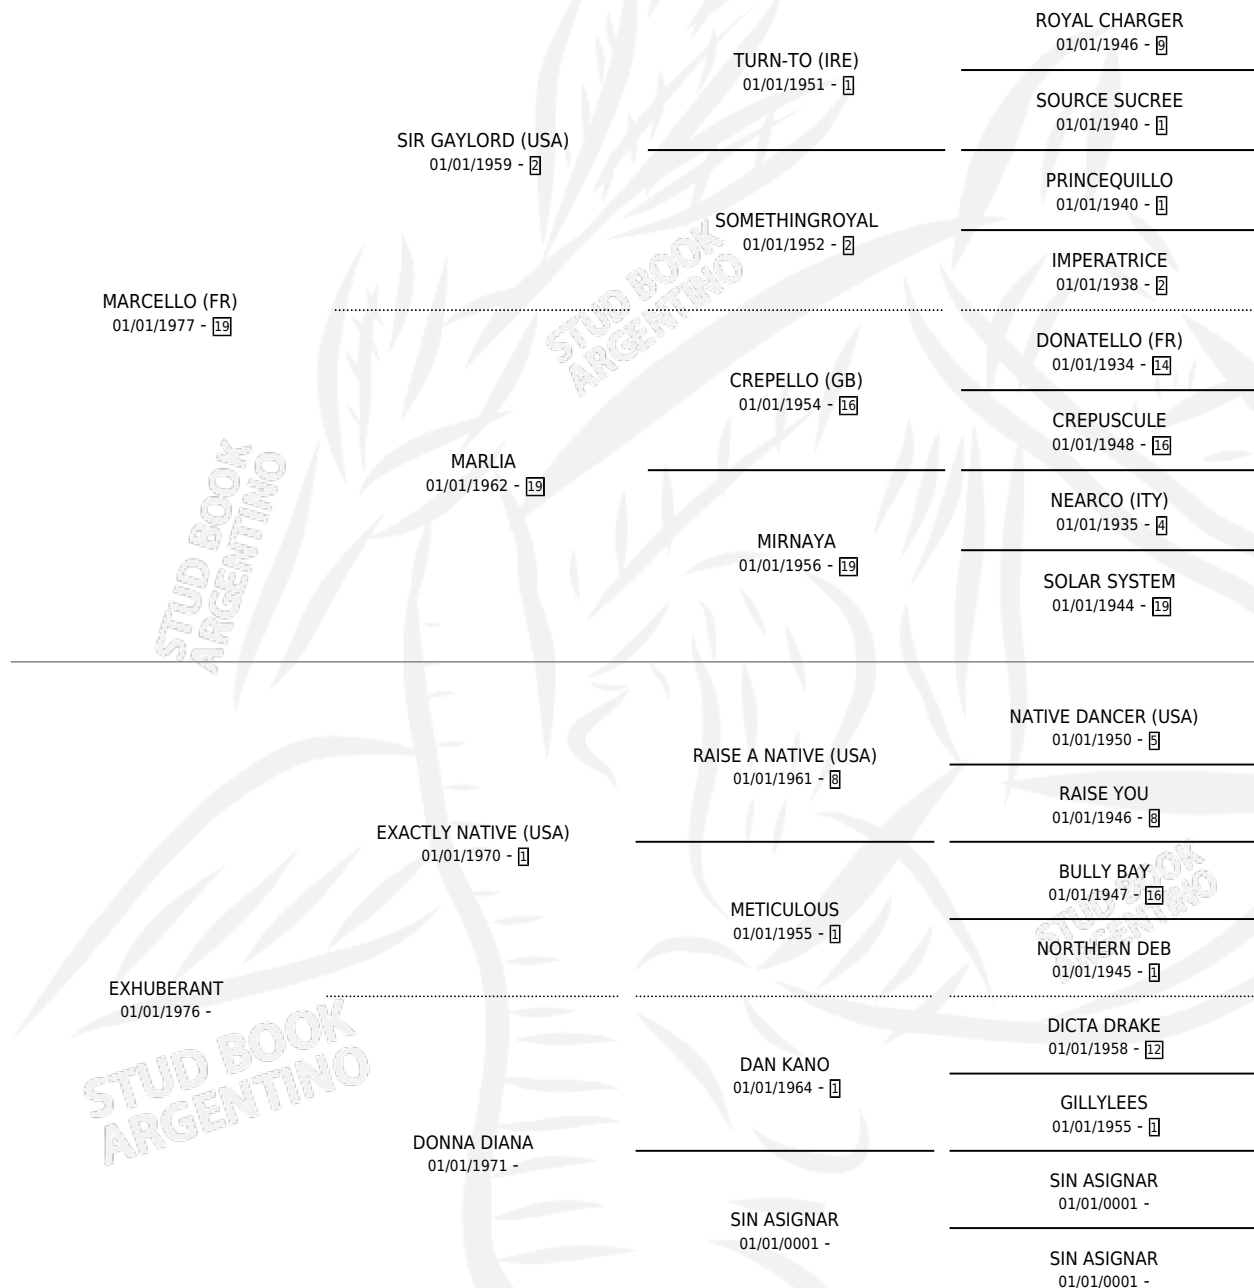 ROYAL CHARGER
01/01/1946 - 9
TURN-TO (IRE)
01/01/1951 - 1
SOURCE SUCREE
01/01/1940 - 1
SIR GAYLORD (USA)
01/01/1959 - 2
PRINCEQUILLO
01/01/1940 - 1
SOMETHINGROYAL
01/01/1952 - 2
IMPERATRICE
01/01/1938 - 2
MARCELLO (FR)
01/01/1977 - 19
DONATELLO (FR)
01/01/1934 - 14
CREPELLO (GB)
01/01/1954 - 16
CREPUSCULE
01/01/1948 - 16
MARLIA
01/01/1962 - 19
NEARCO (ITY)
01/01/1935 - 4
MIRNAYA
01/01/1956 - 19
SOLAR SYSTEM
01/01/1944 - 19
NATIVE DANCER (USA)
01/01/1950 - 5
RAISE A NATIVE (USA)
01/01/1961 - 8
RAISE YOU
01/01/1946 - 8
EXACTLY NATIVE (USA)
01/01/1970 - 1
BULLY BAY
01/01/1947 - 16
METICULOUS
01/01/1955 - 1
NORTHERN DEB
01/01/1945 - 1
EXHUBERANT
01/01/1976 -
DICTA DRAKE
01/01/1958 - 12
DAN KANO
01/01/1964 - 1
GILLYLEES
01/01/1955 - 1
DONNA DIANA
01/01/1971 -
SIN ASIGNAR
01/01/0001 -
SIN ASIGNAR
01/01/0001 -
SIN ASIGNAR
01/01/0001 -
STUD BOOK
ARGENTINO
STUD BOOK
ARGENTINO
STUD BOOK
ARGENTINO
STUD BOOK
ARGENTINO